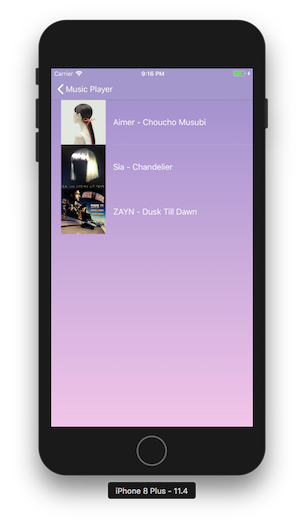 Carrier 9:16 PM
Music Player
Aimer - Choucho Musubi
Sia - Chandelier
ZAYN - Dusk Till Dawn
iPhone 8 Plus - 11.4